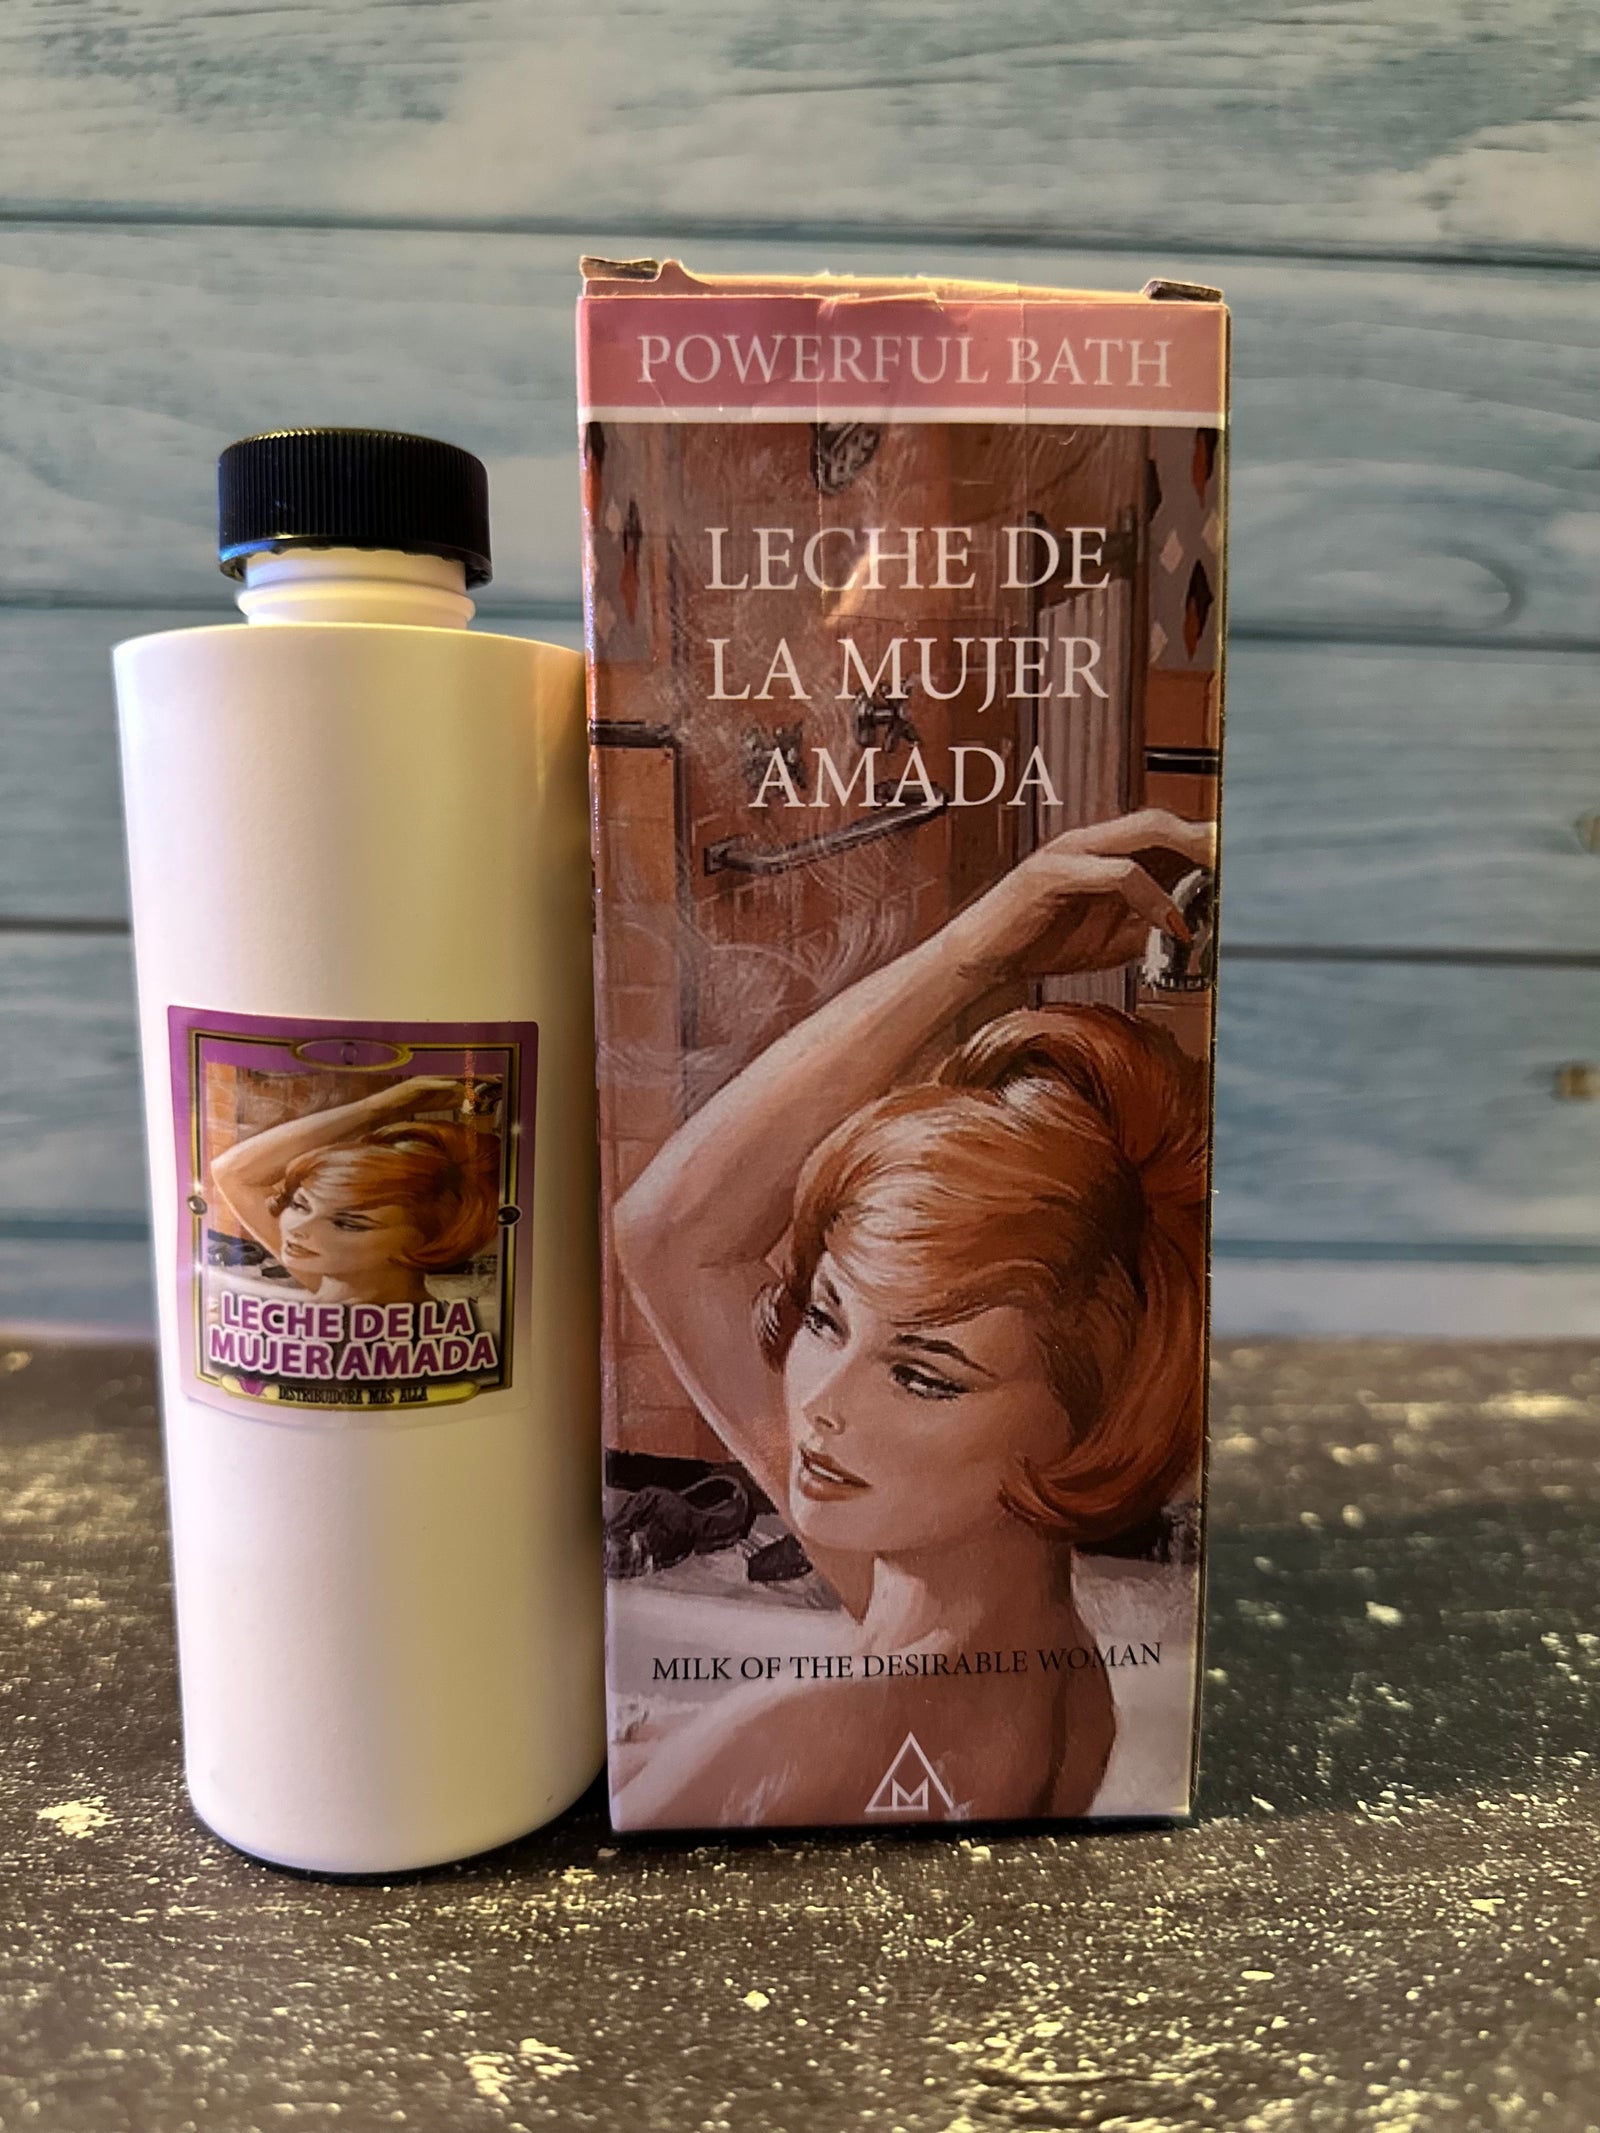 POWERFUL BATH
LECHE DE
LA MUJER
AMADA
MILK OF THE DESIRABLE WOMAN
M
LECHE DE LA
MUJER AMADA
DISTRIBUIDORA MAS ALLA